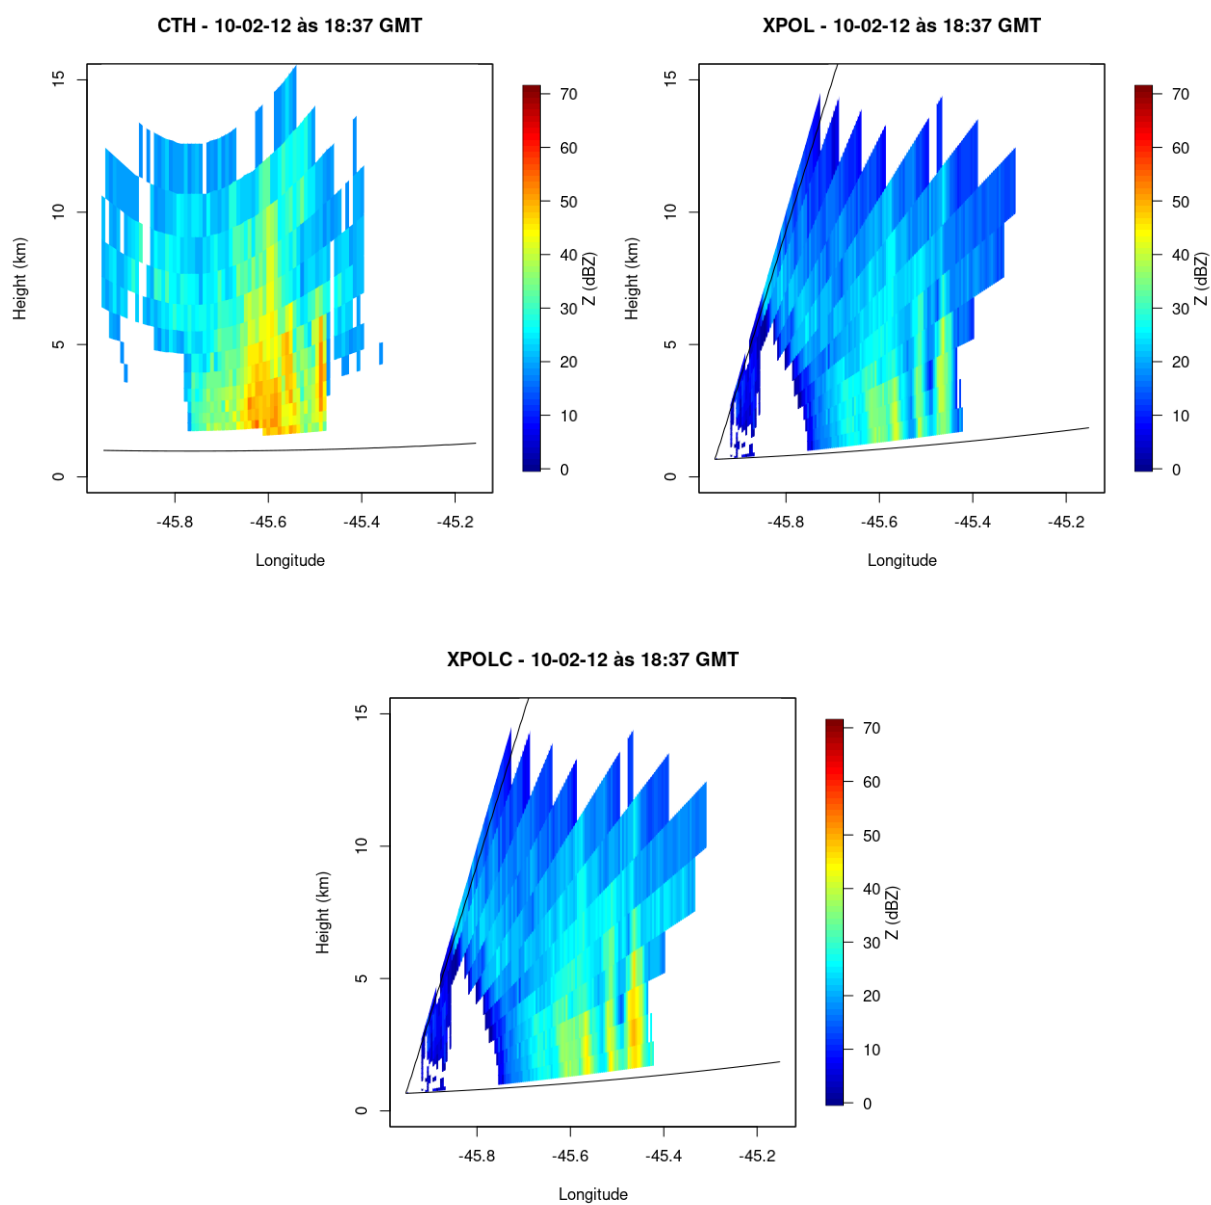 CTH - 10-02-12 às 18:37 GMT
Height (km)
15
10
5
0
-45.8 -45.6 -45.4 -45.2
Longitude
70
60
50
40
30
20
10
0
Z (dBZ)
XPOL - 10-02-12 às 18:37 GMT
Height (km)
15
10
5
0
-45.8 -45.6 -45.4 -45.2
Longitude
70
60
50
40
30
20
10
0
Z (dBZ)
XPOLC - 10-02-12 às 18:37 GMT
Height (km)
15
10
5
0
-45.8 -45.6 -45.4 -45.2
Longitude
70
60
50
40
30
20
10
0
Z (dBZ)